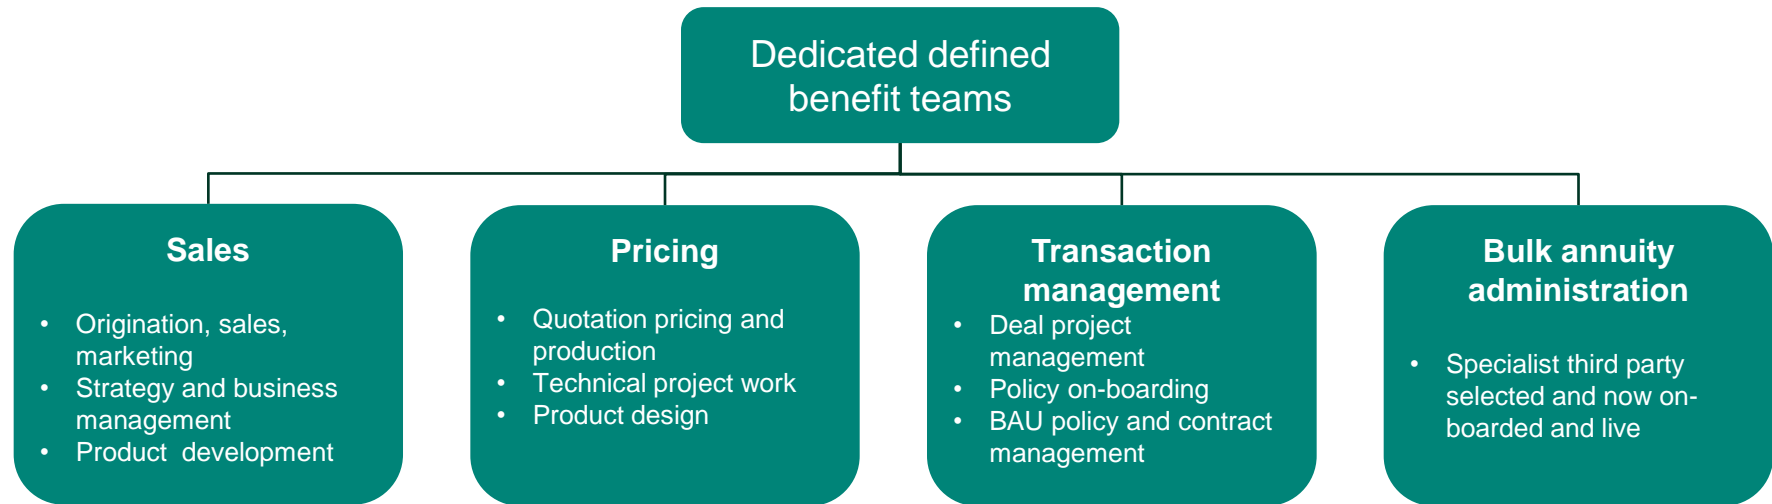 Dedicated defined
benefit teams
Sales
• Origination, sales,
marketing
• Strategy and business
management
• Product development
Pricing
• Quotation pricing and
production
• Technical project work
• Product design
Transaction
management
• Deal project
management
• Policy on-boarding
• BAU policy and contract
management
Bulk annuity
administration
• Specialist third party
selected and now on-
boarded and live